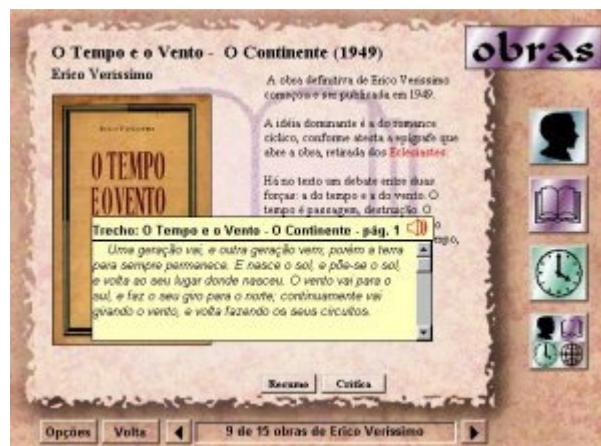 obras
O Tempo e o Vento - O Continente (1949)
Erico Verissimo
A obra definitiva de Erico Verissimo
começou a ser publicada em 1949.
A idéia dominante é a do romance
cíclico, conforme atesta a epígrafe que
abre a obra, retirada dos Eclesiastes.
Há no texto um debate entre duas
forças: a do tempo e a do vento. O
tempo é passagem, destruição. O
O TEMPO
E O VENTO
Trecho: O Tempo e o Vento - O Continente - pág. 1
Uma geração vai, e outra geração vem; porém a terra
para sempre permanece. E nasce o sol, e põe-se o sol,
e volta ao seu lugar donde nasceu. O vento vai para o
sul, e faz o seu giro para o norte; continuamente vai
girando o vento, e volta fazendo os seus circuitos.
Resumo
Crítica
Opções
Volta
9 de 15 obras de Erico Verissimo